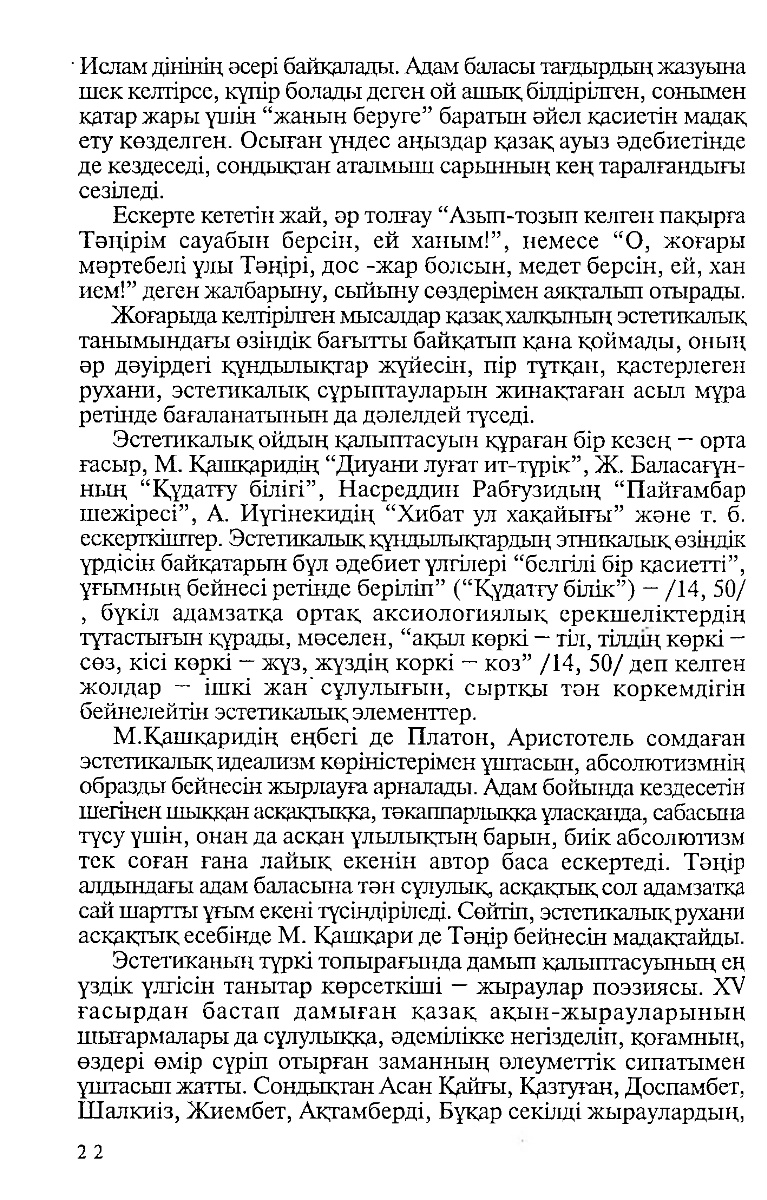 Ислам дінінің әсері байқалады. Адам баласы тағдырдың жазуына
шек келтірсе, күпір болады деген ой ашық білдірілген, сонымен
қатар жары үшін “жанын беруге” баратын әйел қасиетін мадақ
ету көзделген. Осыған үндес аңыздар қазақ ауыз әдебиетінде
де кездеседі, сондықтан аталмыш сарынның кең таралғандығы
сезіледі.
Ескерте кететін жай, әр толғау “Азып-тозып келген пақырға
Тәңірім сауабын берсін, ей ханым!”, немесе “О, жоғары
мәртебелі ұлы Тәңірі, дос -жар болсын, медет берсін, ей, хан
ием!” деген жалбарыну, сыйыну сөздерімен аяқталып отырады.
Жоғарыда келтірілген мысалдар қазақ халқының эстетикалық
танымындағы өзіндік бағытты байқатып қана қоймады, оның
әр дәуірдегі құндылықтар жүйесін, пір тұтқан, қастерлеген
рухани, эстетикалық сұрыптауларын жинақтаған асыл мұра
ретінде бағаланатынын да дәлелдей түседі.
Эстетикалық ойдың қалыптасуын құраған бір кезең — орта
ғасыр, М. Қашқаридің “Диуани луғат ит-түрік”, Ж. Баласағұн-
ның “Құдатғу білігі”, Насреддин Рабғузидың “Пайғамбар
шежіресі”, А. Иүгінекидің “Хибат ул хақайығы” және т. б.
ескерткіштер. Эстетикалық құндылықтардың этникалық өзіндік
үрдісін байқатарын бұл әдебиет үлгілері “белгілі бір қасиетті”,
ұғымның бейнесі ретінде беріліп” (“Құдатғу білік”) — /14, 50/
, бүкіл адамзатқа ортақ аксиологиялық ерекшеліктердің
тұтастығын құрады, мәселен, “ақыл көркі — тіл, тілдің көркі —
сөз, кісі көркі — жүз, жүздің коркі — коз” /14, 50/ деп келген
жолдар — ішкі жан сұлулығын, сыртқы тән коркемдігін
бейнелейтін эстетикалық элементтер.
М.Қашқаридің еңбегі де Платон, Аристотель сомдаған
эстетикалық идеализм көріністерімен ұштасын, абсолютизмнің
образды бейнесін жырлауға арналады. Адам бойында кездесетін
шегінен шыққан асқақтыққа, тәкаппарлыққа ұласқанда, сабасына
түсу үшін, онан да асқан ұлылықтың барын, биік абсолютизм
тек соған ғана лайық екенін автор баса ескертеді. Тәңір
алдындағы адам баласына тән сұлулық, асқақтық сол адамзатқа
сай шартты ұғым екені түсіндіріледі. Сөйтіп, эстетикалық рухани
асқақтық есебінде М. Қашқари де Тәңір бейнесін мадақтайды.
Эстетиканың түркі топырағында дамып қалыптасуының ең
үздік үлгісін танытар көрсеткіші — жыраулар поэзиясы. XV
ғасырдан бастап дамыған қазақ ақын-жырауларының
шығармалары да сұлулыққа, әдемілікке негізделіп, қоғамның,
өздері өмір сүріп отырған заманның әлеуметтік сипатымен
ұштасып жатты. Сондықтан Асан Қайғы, Қазтуған, Доспамбет,
Шалкиіз, Жиембет, Ақтамберді, Бұқар секілді жыраулардың,
22